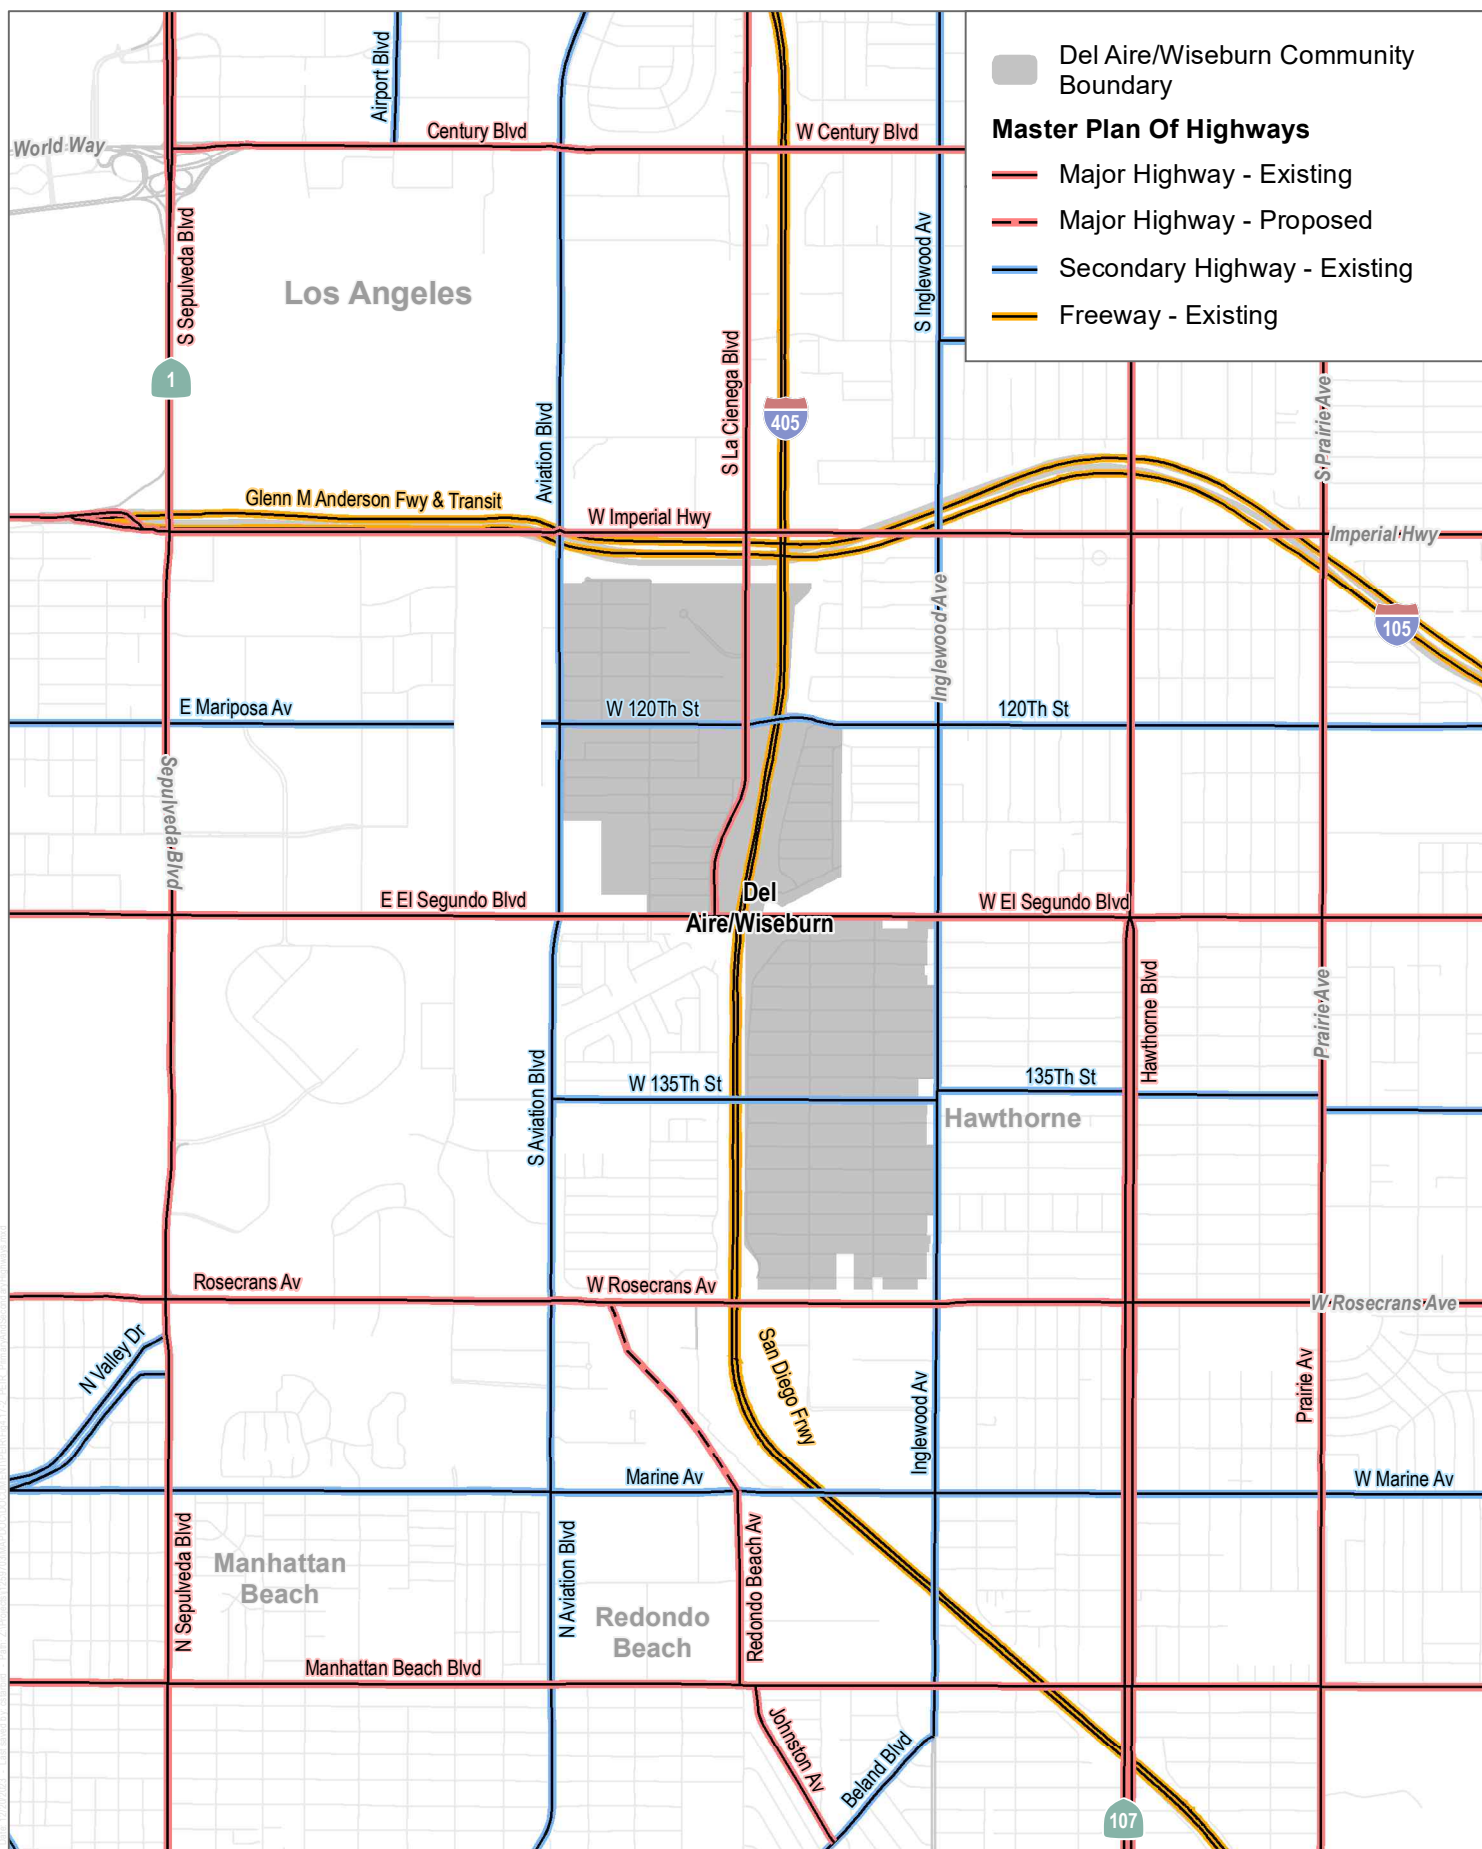 Del Aire/Wiseburn Community
Boundary
Master Plan Of Highways
Major Highway - Existing
Major Highway - Proposed
Secondary Highway - Existing
Freeway - Existing
Airport Blvd
World Way
Century Blvd
W Century Blvd
S Sepulveda Blvd
Los Angeles
S Inglewood Av
1
S La Cienega Blvd
405
Aviation Blvd
S Prairie Ave
Glenn M Anderson Fwy & Transit
W Imperial Hwy
Imperial Hwy
Inglewood Ave
105
E Mariposa Av
W 120Th St
120Th St
Sepulveda Blvd
E El Segundo Blvd
Del
Aire/Wiseburn
W El Segundo Blvd
Hawthorne Blvd
Prairie Ave
S Aviation Blvd
W 135Th St
135Th St
Hawthorne
Rosecrans Av
W Rosecrans Av
W Rosecrans Ave
N Valley Dr
San Diego Frwy
Inglewood Av
Prairie Av
Marine Av
W Marine Av
N Sepulveda Blvd
Manhattan
Beach
N Aviation Blvd
Redondo
Beach
Redondo Beach Av
Manhattan Beach Blvd
Johnston Av
Beland Blvd
107